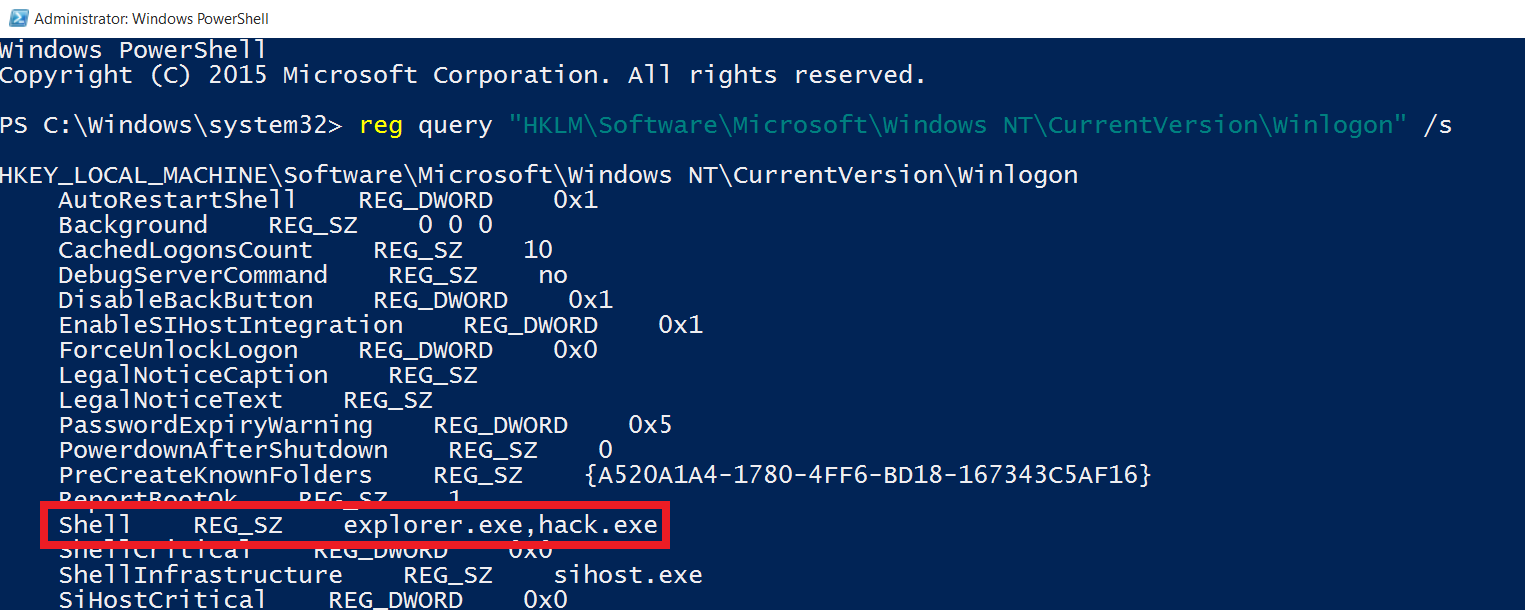 Administrator: Windows PowerShell
Windows PowerShell
Copyright (C) 2015 Microsoft Corporation. All rights reserved.
PS C:\Windows\system32> reg query "HKLM\Software\Microsoft\Windows NT\CurrentVersion\Winlogon" /s
HKEY_LOCAL_MACHINE\Software\Microsoft\Windows NT\CurrentVersion\Winlogon
AutoRestartShell    REG_DWORD    0x1
Background    REG_SZ    0 0 0
CachedLogonsCount    REG_SZ    10
DebugServerCommand    REG_SZ    no
DisableBackButton    REG_DWORD    0x1
EnableSIHostIntegration    REG_DWORD    0x1
ForceUnlockLogon    REG_DWORD    0x0
LegalNoticeCaption    REG_SZ
LegalNoticeText    REG_SZ
PasswordExpiryWarning    REG_DWORD    0x5
PowerdownAfterShutdown    REG_SZ    0
PreCreateKnownFolders    REG_SZ    {A520A1A4-1780-4FF6-BD18-167343C5AF16}
ReportBootOk    REG_SZ    1
Shell    REG_SZ    explorer.exe,hack.exe
ShellCritical    REG_DWORD    0x0
ShellInfrastructure    REG_SZ    sihost.exe
SiHostCritical    REG_DWORD    0x0